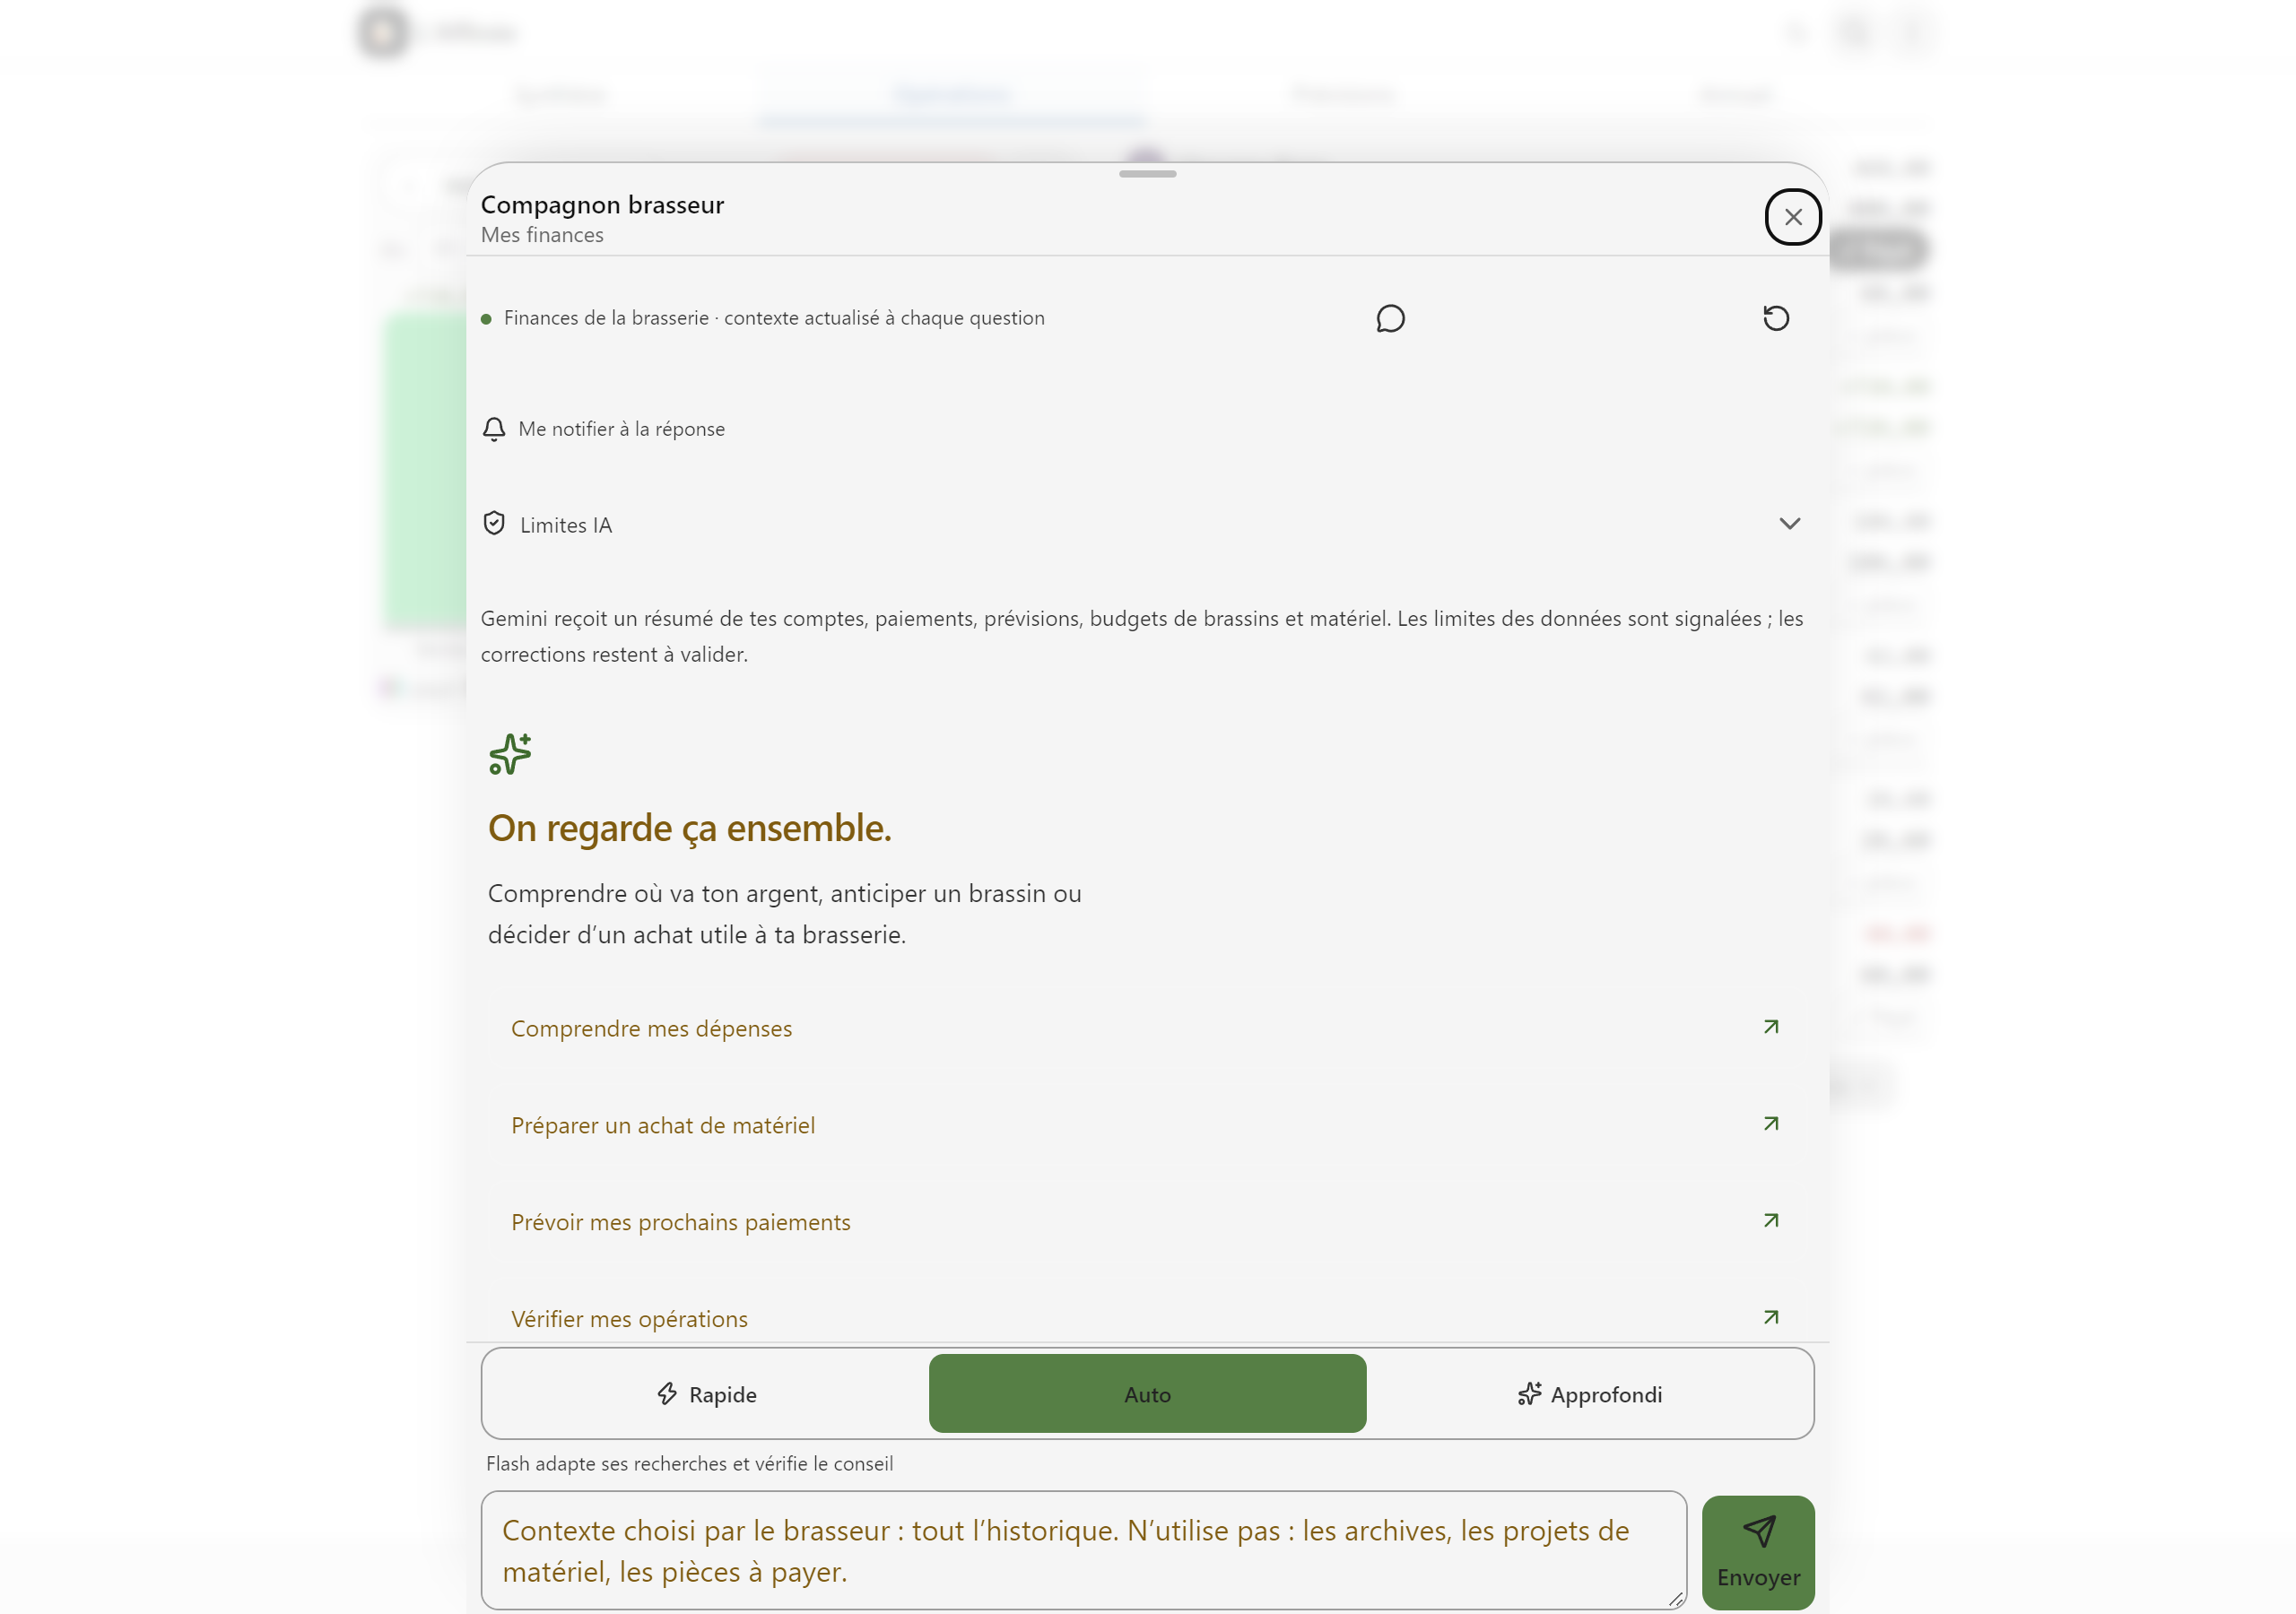 Compagnon brasseur
Mes finances
Finances de la brasserie · contexte actualisé à chaque question
Me notifier à la réponse
Limites IA
Gemini reçoit un résumé de tes comptes, paiements, prévisions, budgets de brassins et matériel. Les limites des données sont signalées ; les
corrections restent à valider.
On regarde ça ensemble.
Comprendre où va ton argent, anticiper un brassin ou
décider d’un achat utile à ta brasserie.
Comprendre mes dépenses
Préparer un achat de matériel
Prévoir mes prochains paiements
Vérifier mes opérations
Rapide
Auto
Approfondi
Flash adapte ses recherches et vérifie le conseil
Contexte choisi par le brasseur : tout l’historique. N’utilise pas : les archives, les projets de
matériel, les pièces à payer.
Envoyer